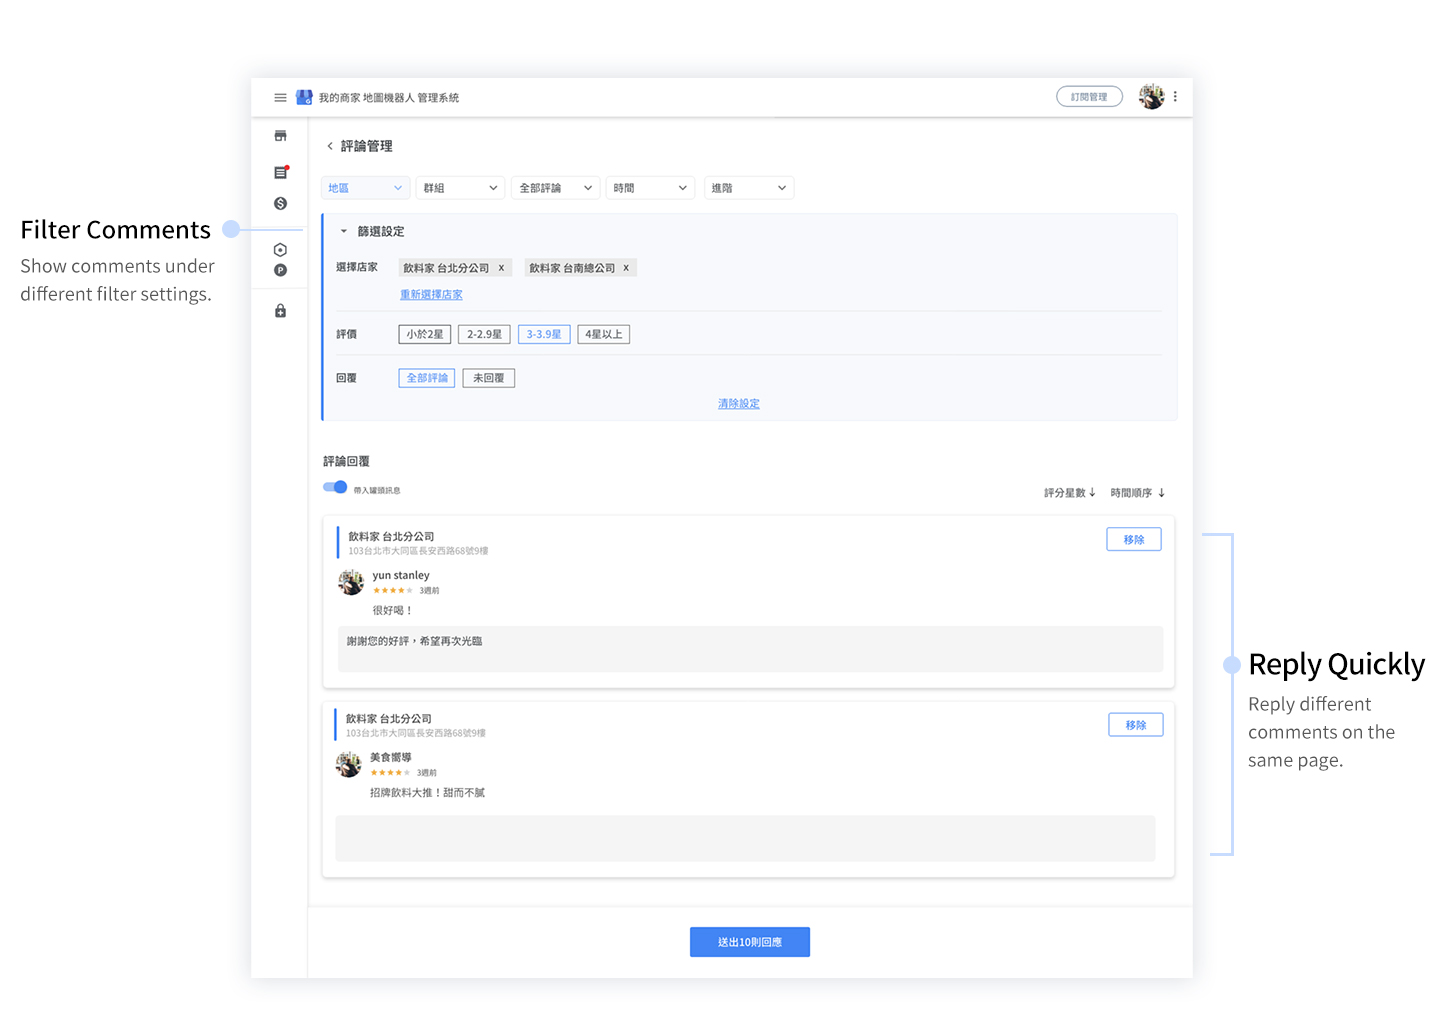 我的商家 地圖機器人 管理系統
訂閱管理
評論管理
地區
群組
全部評論
時間
進階
Filter Comments
Show comments under
different filter settings.
篩選設定
選擇店家
飲料家 台北分公司 x
飲料家 台南總公司 x
重新選擇店家
評價
小於2星
2-2.9星
3-3.9星
4星以上
回覆
全部評論
未回覆
清除設定
評論回覆
帶入罐頭訊息
評分星數↓
時間順序 ↓
飲料家 台北分公司
103台北市大同區長安西路68號9樓
移除
yun stanley
3週前
很好喝！
謝謝您的好評，希望再次光臨
Reply Quickly
Reply different
comments on the
same page.
飲料家 台北分公司
103台北市大同區長安西路68號9樓
移除
美食嚮導
3週前
招牌飲料大推！甜而不膩
送出10則回應